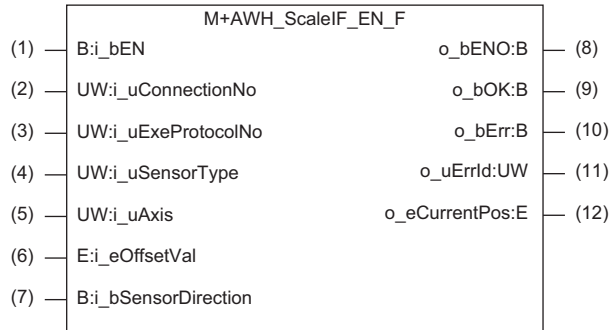 M+AWH_ScaleIF_EN_F
(1) B:i_bEN o_bENO:B (8)
(2) UW:i_uConnectionNo o_bOK:B (9)
(3) UW:i_uExeProtocolNo o_bErr:B (10)
(4) UW:i_uSensorType o_uErrId:UW (11)
(5) UW:i_uAxis o_eCurrentPos:E (12)
(6) E:i_eOffsetVal
(7) B:i_bSensorDirection